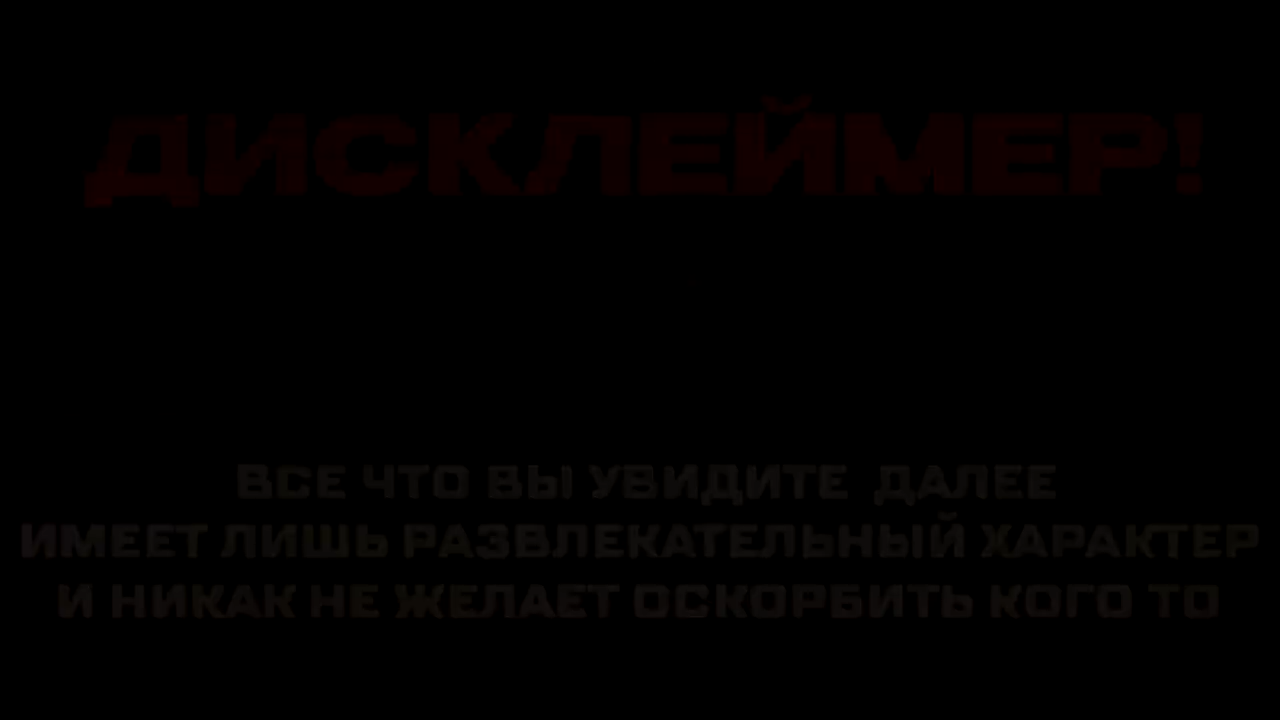 ДИСКЛЕЙМЕР!
ВСЕ ЧТО ВЫ УВИДИТЕ ДАЛЕЕ
ИМЕЕТ ЛИШЬ РАЗВЛЕКАТЕЛЬНЫЙ ХАРАКТЕР
И НИКАК НЕ ЖЕЛАЕТ ОСКОРБИТЬ КОГО ТО